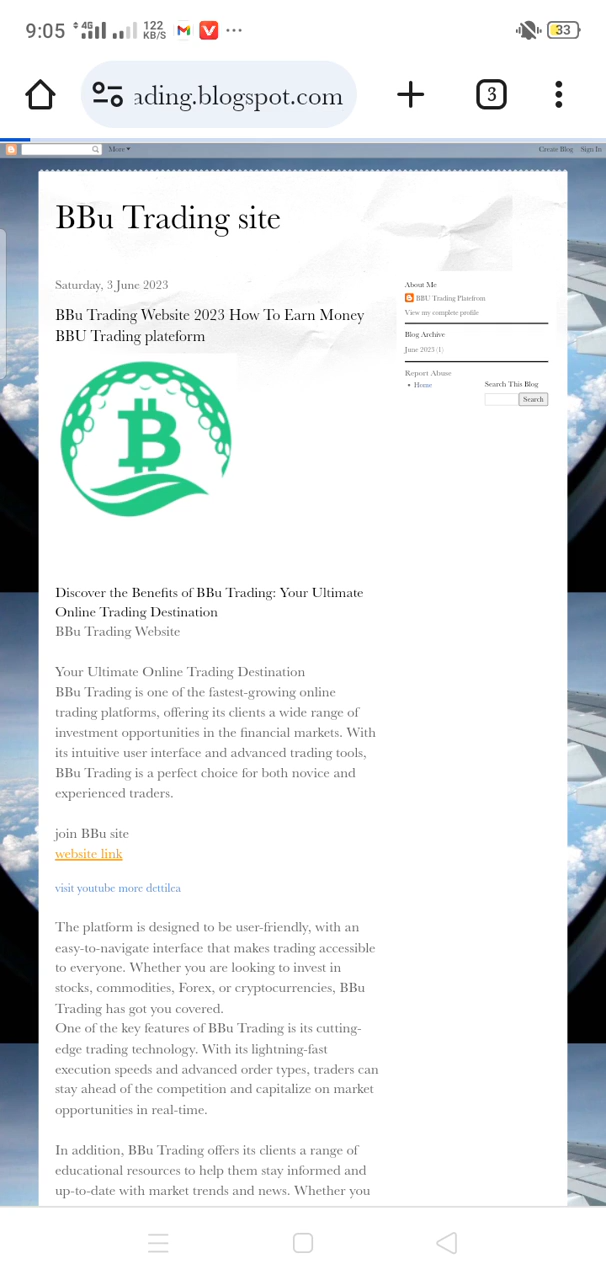 9:05 4G 122 KB/S 33
ading.blogspot.com
3
More
Create Blog Sign In
BBu Trading site
Saturday, 3 June 2023
BBu Trading Website 2023 How To Earn Money
BBU Trading plateform
Discover the Benefits of BBu Trading: Your Ultimate
Online Trading Destination
BBu Trading Website
Your Ultimate Online Trading Destination
BBu Trading is one of the fastest-growing online
trading platforms, offering its clients a wide range of
investment opportunities in the financial markets. With
its intuitive user interface and advanced trading tools,
BBu Trading is a perfect choice for both novice and
experienced traders.
join BBu site
website link
visit youtube more dettilca
The platform is designed to be user-friendly, with an
easy-to-navigate interface that makes trading accessible
to everyone. Whether you are looking to invest in
stocks, commodities, Forex, or cryptocurrencies, BBu
Trading has got you covered.
One of the key features of BBu Trading is its cutting-
edge trading technology. With its lightning-fast
execution speeds and advanced order types, traders can
stay ahead of the competition and capitalize on market
opportunities in real-time.
In addition, BBu Trading offers its clients a range of
educational resources to help them stay informed and
up-to-date with market trends and news. Whether you
About Me
BBU Trading Platefrom
View my complete profile
Blog Archive
June 2023 (1)
Report Abuse
Home
Search This Blog
Search